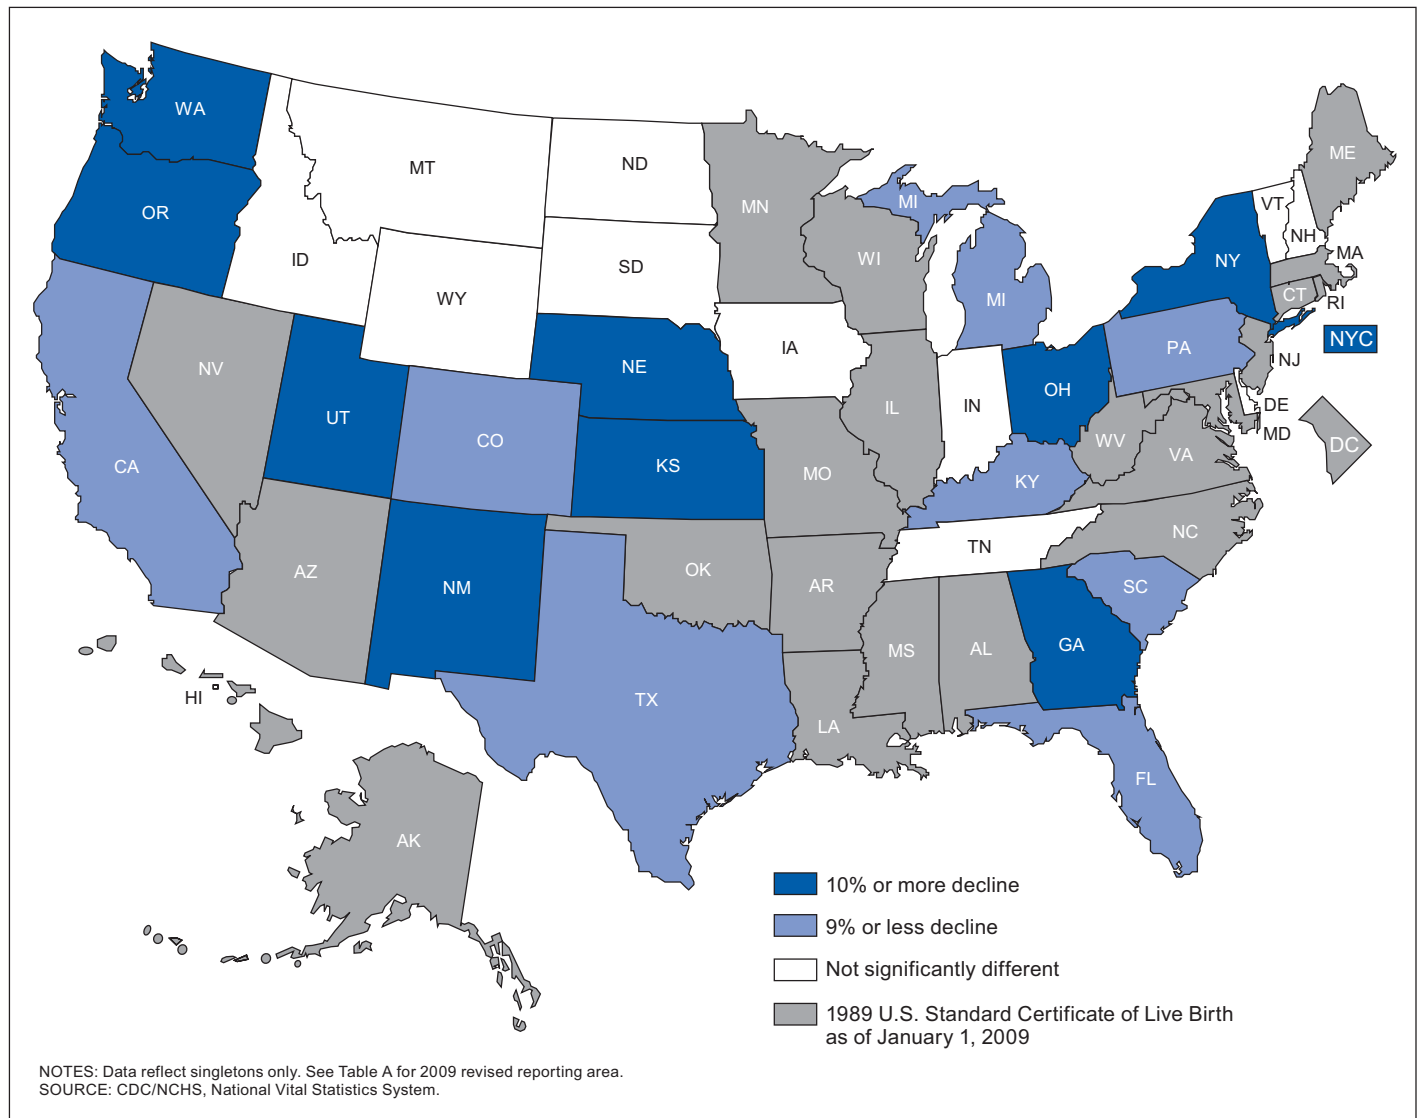 WA
MT
ND
MN
ME
OR
ID
SD
WI
MI
VT
NH
MA
NY
WY
MI
CT
RI
NYC
IA
PA
NJ
NV
NE
OH
UT
IL
IN
DE
CO
MD
DC
CA
KS
MO
WV
VA
KY
NC
TN
AZ
OK
AR
SC
NM
MS
AL
GA
HI
TX
LA
FL
AK
10% or more decline
9% or less decline
Not significantly different
1989 U.S. Standard Certificate of Live Birth
as of January 1, 2009
NOTES: Data reflect singletons only. See Table A for 2009 revised reporting area.
SOURCE: CDC/NCHS, National Vital Statistics System.